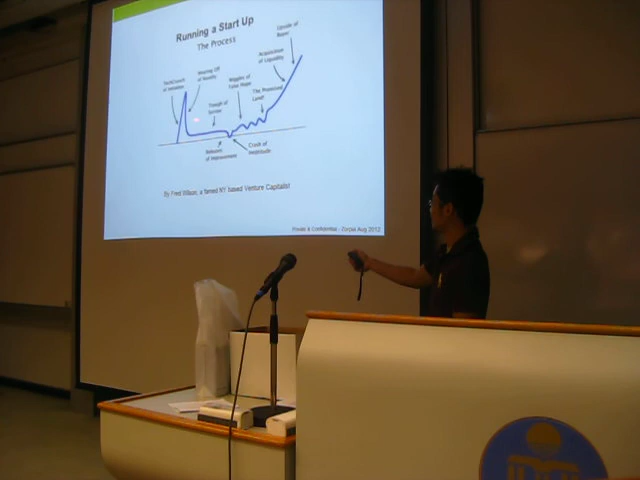 Running a Start Up
The Process
Upside of
Buyer
Acquisition
of Liquidity
TechCrunch
of Initiation
Wearing Off
of Novelty
Wiggles of
False Hope
The Promised
Land!
Trough of
Sorrow
Releases
of Improvement
Crash of
Ineptitude
By Fred Wilson, a famed NY based Venture Capitalist
Private & Confidential - Zorpia Aug 2012